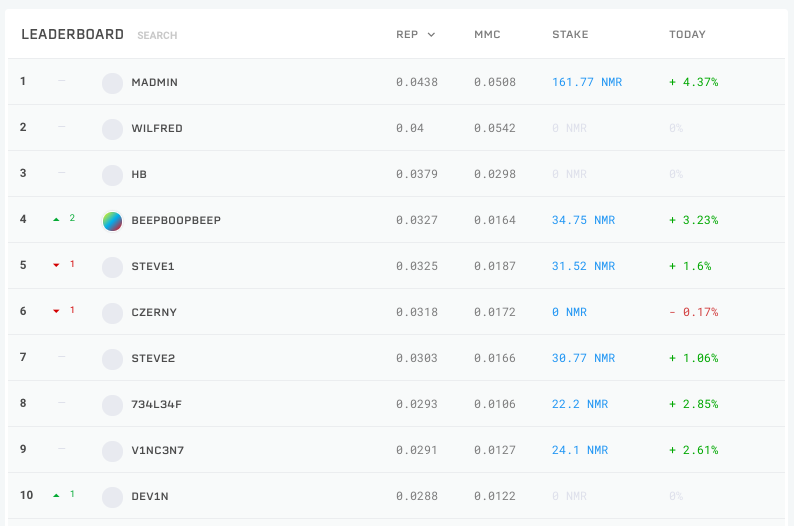 LEADERBOARD SEARCH REP MMC STAKE TODAY
1 — MADMIN 0.0438 0.0508 161.77 NMR + 4.37%
2 — WILFRED 0.04 0.0542 0 NMR 0%
3 — HB 0.0379 0.0298 0 NMR 0%
4 2 BEEPBOOPBEEP 0.0327 0.0164 34.75 NMR + 3.23%
5 1 STEVE1 0.0325 0.0187 31.52 NMR + 1.6%
6 1 CZERNY 0.0318 0.0172 0 NMR - 0.17%
7 — STEVE2 0.0303 0.0166 30.77 NMR + 1.06%
8 — 734L34F 0.0293 0.0106 22.2 NMR + 2.85%
9 — V1NC3N7 0.0291 0.0127 24.1 NMR + 2.61%
10 1 DEV1N 0.0288 0.0122 0 NMR 0%